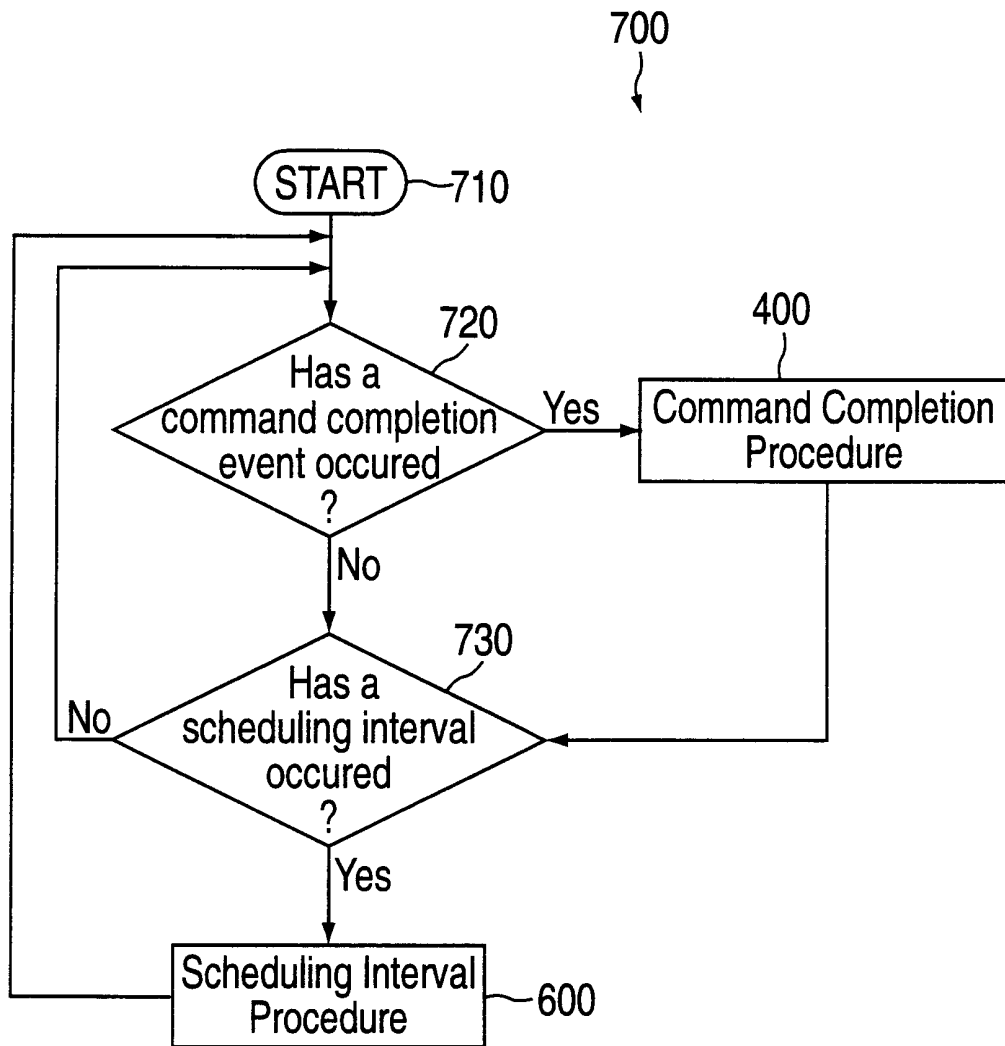 700
START
710
720
Has a
command completion
event occured
?
Yes
400
Command Completion
Procedure
No
730
Has a
scheduling interval
occured
?
No
Yes
Scheduling Interval
Procedure
600